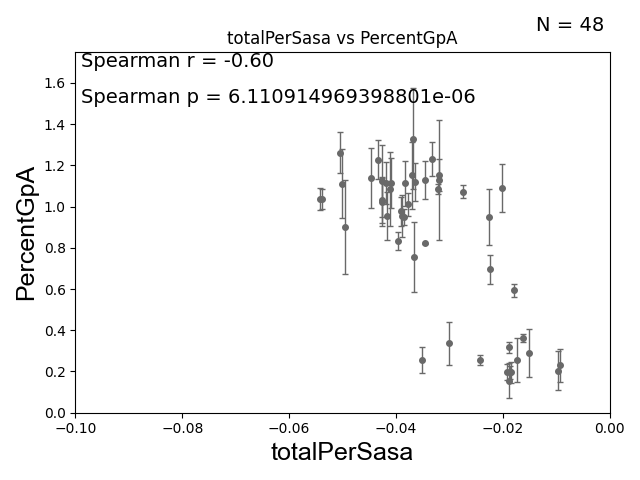 N = 48
totalPerSasa vs PercentGpA
Spearman r = -0.60
Spearman p = 6.110914969398801e-06
PercentGpA
1.6
1.4
1.2
1.0
0.8
0.6
0.4
0.2
0.0
−0.10 −0.08 −0.06 −0.04 −0.02 0.00
totalPerSasa